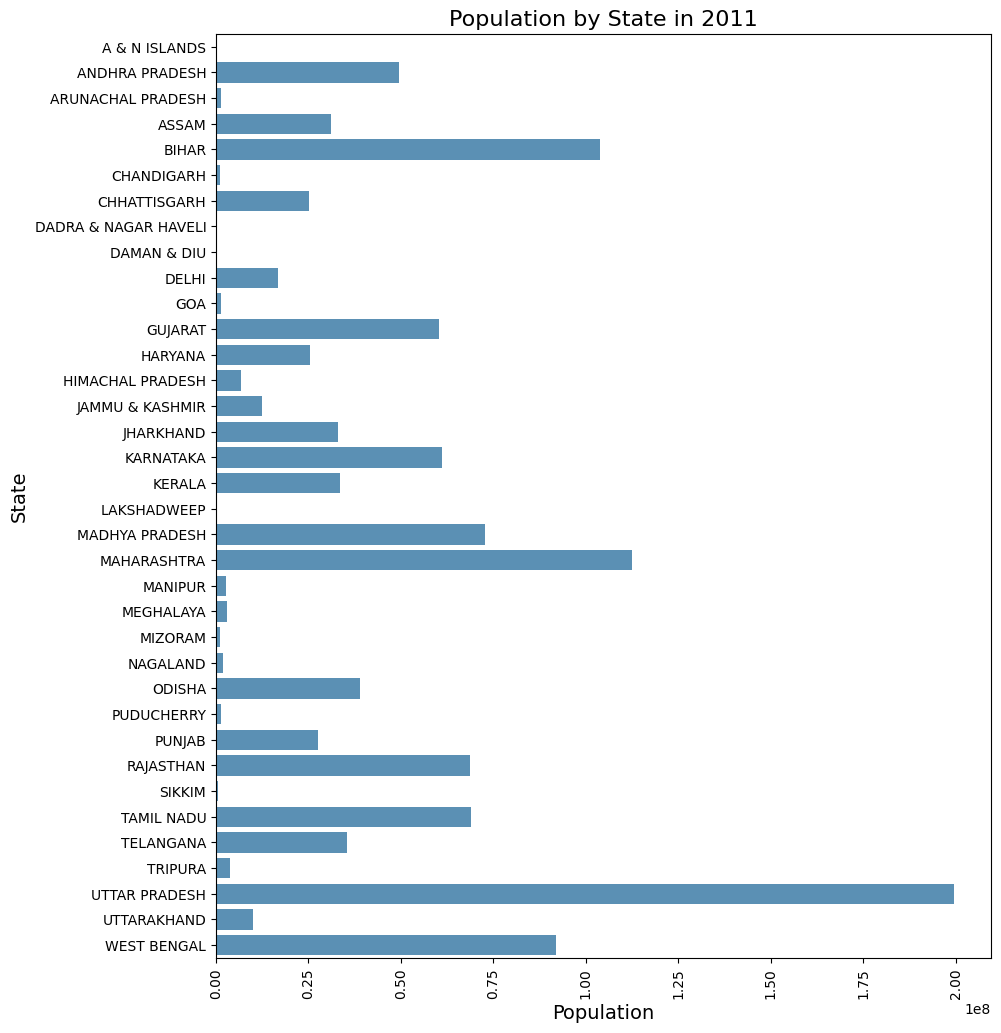 Population by State in 2011
A & N ISLANDS
ANDHRA PRADESH
ARUNACHAL PRADESH
ASSAM
BIHAR
CHANDIGARH
CHHATTISGARH
DADRA & NAGAR HAVELI
DAMAN & DIU
DELHI
GOA
GUJARAT
HARYANA
HIMACHAL PRADESH
JAMMU & KASHMIR
JHARKHAND
KARNATAKA
KERALA
LAKSHADWEEP
MADHYA PRADESH
MAHARASHTRA
MANIPUR
MEGHALAYA
MIZORAM
NAGALAND
ODISHA
PUDUCHERRY
PUNJAB
RAJASTHAN
SIKKIM
TAMIL NADU
TELANGANA
TRIPURA
UTTAR PRADESH
UTTARAKHAND
WEST BENGAL
State
0.00 0.25 0.50 0.75 1.00 1.25 1.50 1.75 2.00
1e8
Population